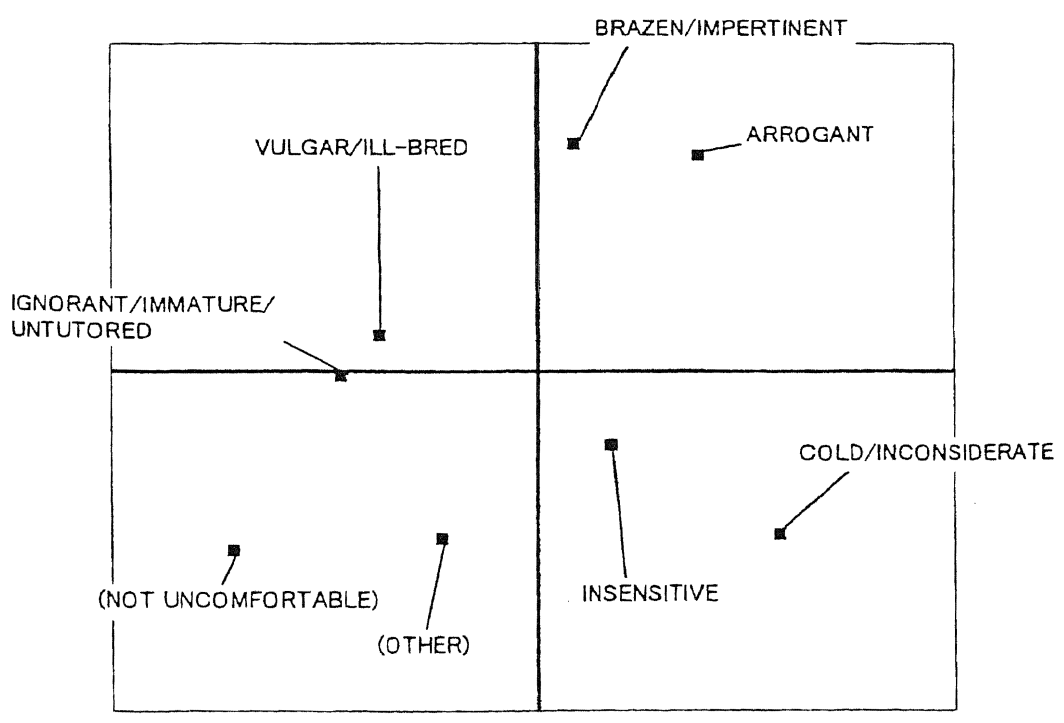 BRAZEN/IMPERTINENT
ARROGANT
VULGAR/ILL-BRED
IGNORANT/IMMATURE/
UNTUTORED
COLD/INCONSIDERATE
INSENSITIVE
(NOT UNCOMFORTABLE)
(OTHER)